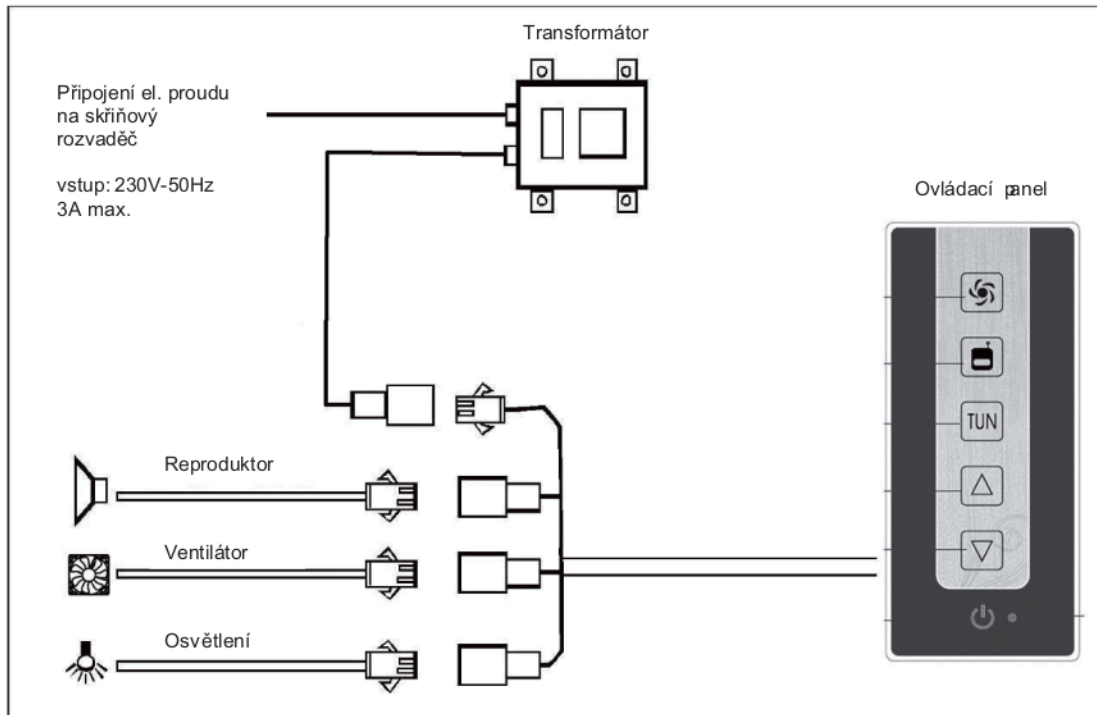 Transformátor
Připojení el. proudu
na skříňový
rozvaděč
vstup: 230V-50Hz
3A max.
Ovládací panel
TUN
Reproduktor
Ventilátor
Osvětlení